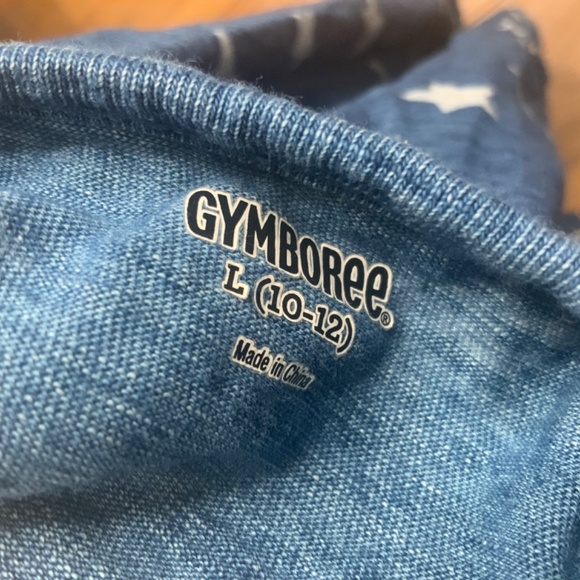 GYMBOREE®
L (10-12)
Made in China